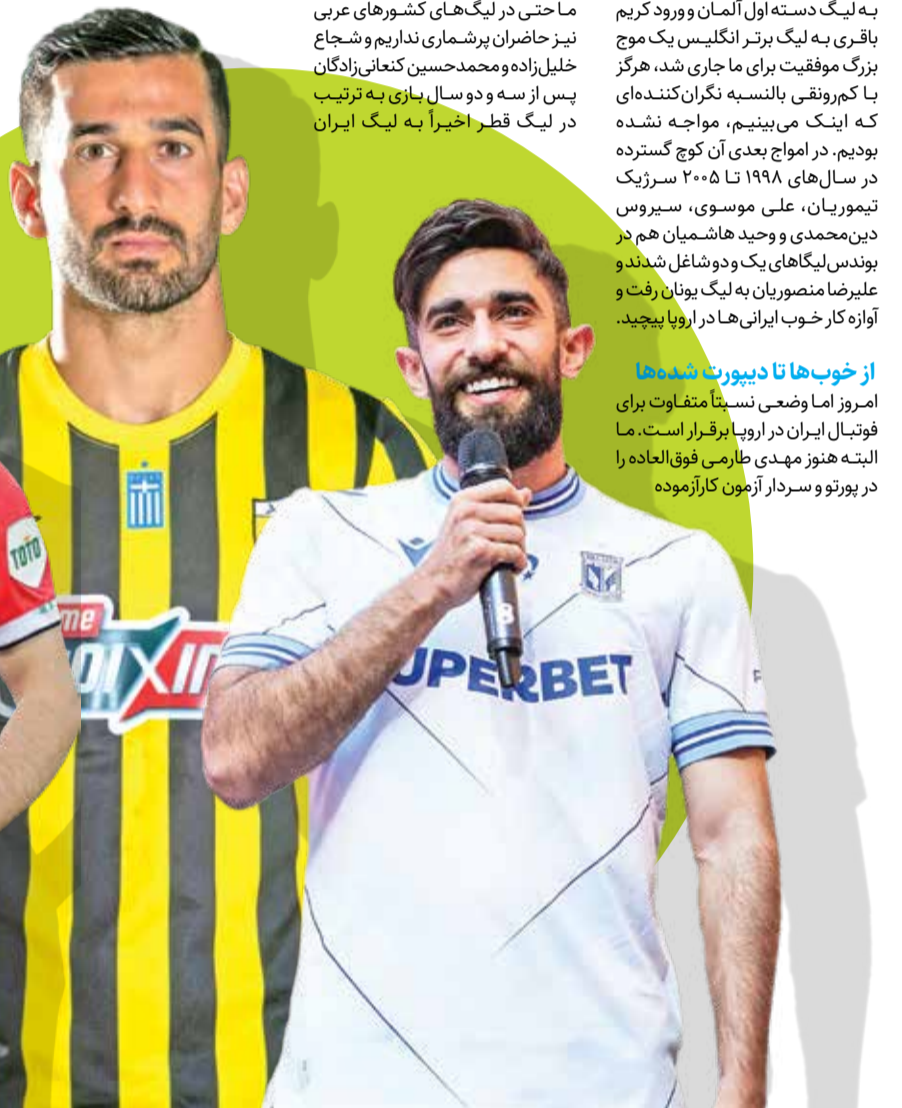 به لیگ دسته اول آلمان و ورود کریم
باقری به لیگ برتر انگلیس یک موج
بزرگ موفقیت برای ما جاری شد، هرگز
با کم‌رونقی بالنسبه نگران‌کننده‌ای
که اینک می‌بینیم، مواجه نشده
بودیم. در امواج بعدی آن کوچ گسترده
در سال‌های ۱۹۹۸ تا ۲۰۰۵ سرژیک
تیموریان، علی موسوی، سیروس
دین‌محمدی و وحید هاشمیان هم در
بوندس‌لیگاهای یک و دو شاغل شدند و
علیرضا منصوریان به لیگ یونان رفت و
آوازه کار خوب ایرانی‌ها در اروپا پیچید.
از خوب‌ها تا دیپورت شده‌ها
امروز اما وضعی نسبتاً متفاوت برای
فوتبال ایران در اروپا برقرار است. ما
البته هنوز مهدی طارمی فوق‌العاده را
در پورتو و سردار آزمون کارآزموده
ما حتی در لیگ‌های کشورهای عربی
نیز حاضران پرشماری نداریم و شجاع
خلیل‌زاده و محمدحسین کنعانی‌زادگان
پس از سه و دو سال بازی به ترتیب
در لیگ قطر اخیراً به لیگ ایران
TOTO
me
UPERBET
8